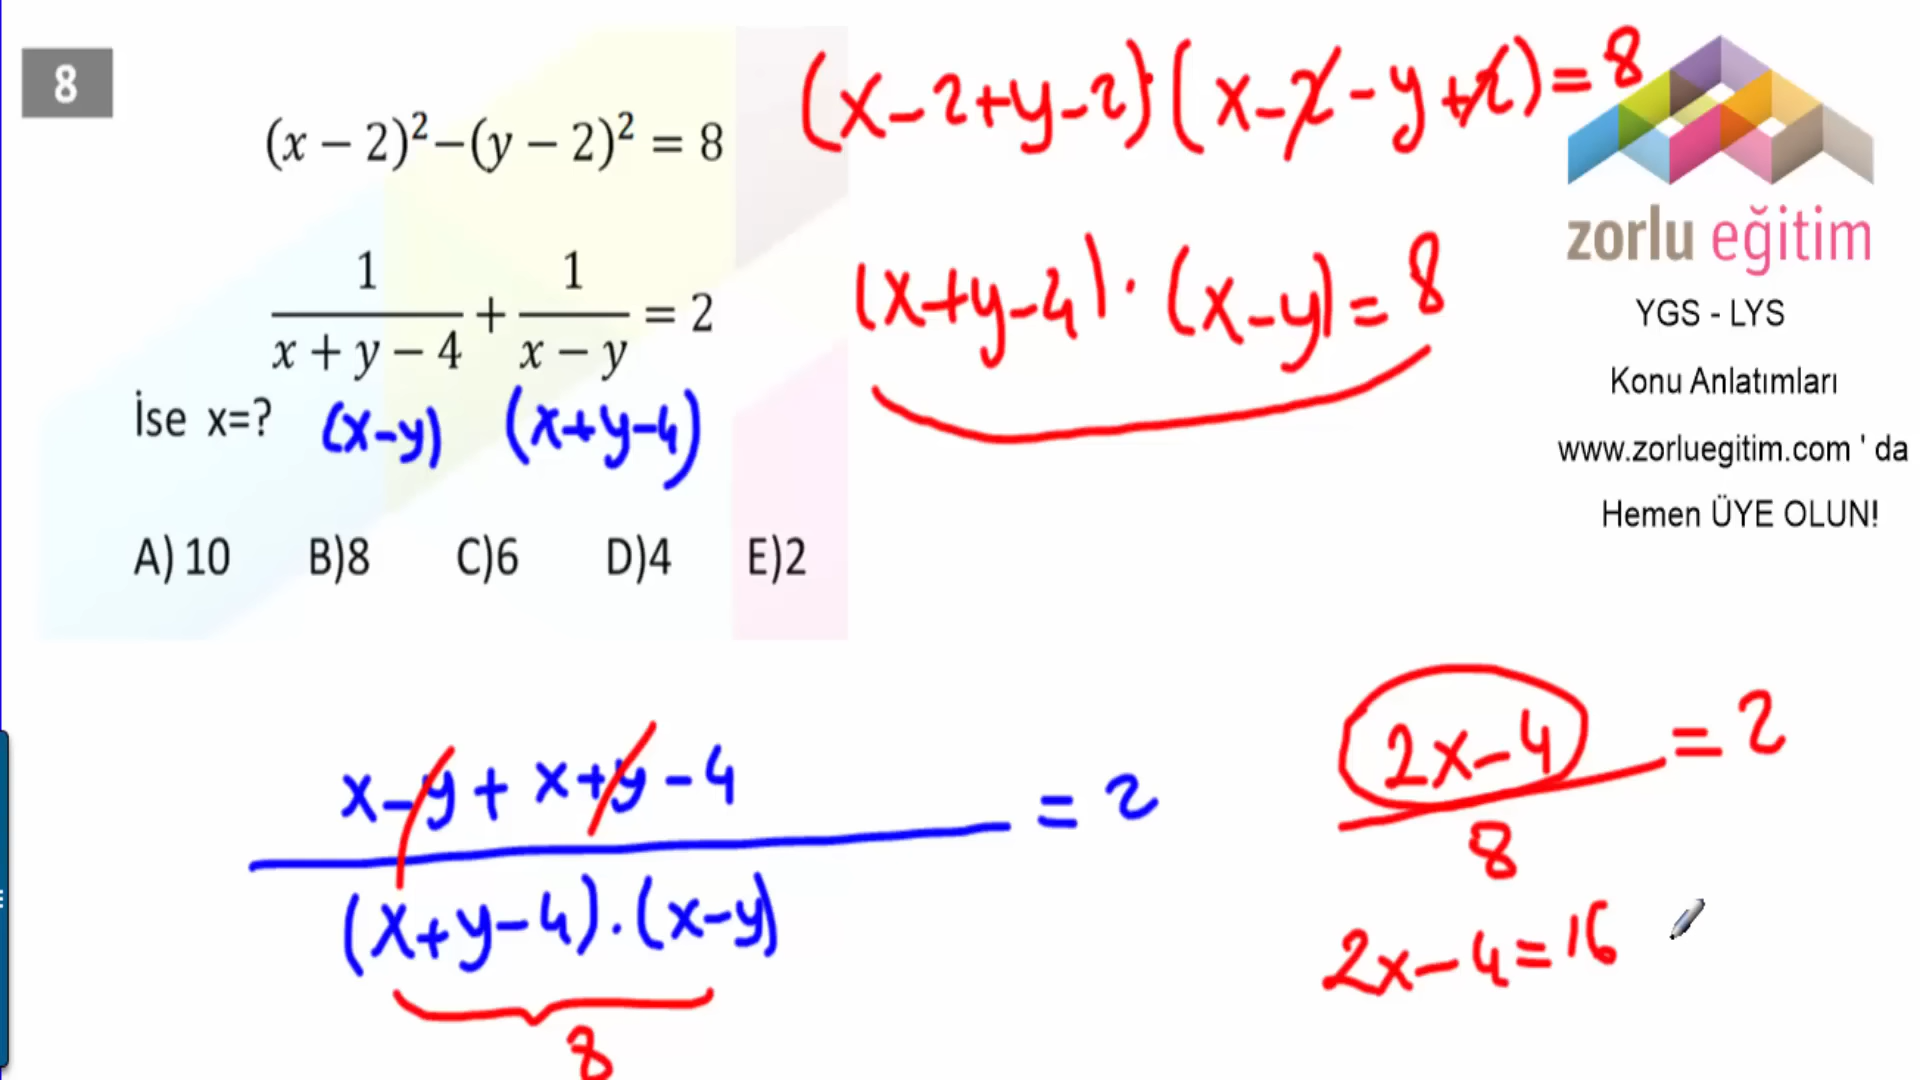 8
(x − 2)² −(y − 2)² = 8
1/(x + y − 4) + 1/(x − y) = 2
İse x=?
(x-y) (x+y-4)
A) 10 B)8 C)6 D)4 E)2
(x-2+y-2)·(x-2-y+2)=8
(x+y-4)·(x-y)=8
zorlu eğitim
YGS - LYS
Konu Anlatımları
www.zorluegitim.com ' da
Hemen ÜYE OLUN!
x-y+x+y-4
(x+y-4).(x-y)
= 2
8
2x-4
8
= 2
2x-4=16